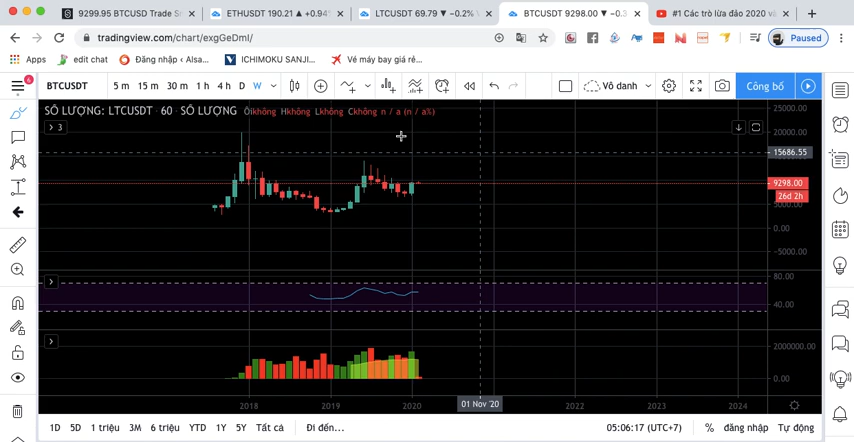 9299.95 BTCUSD Trade S
ETHUSDT 190.21 ▲ +0.94%
LTCUSDT 69.79 ▼ −0.2% V
BTCUSDT 9298.00 ▼ −0.3
#1 Các trò lừa đảo 2020 và
tradingview.com/chart/exgGeDmI/
Paused
Apps
edit chat
Đăng nhập ‹ Alsa...
ICHIMOKU SANJI...
Vé máy bay giá rẻ...
6
BTCUSDT
5 m 15 m 30 m 1 h 4 h D W
Vô danh
Công bố
SỐ LƯỢNG: LTCUSDT · 60 · SỐ LƯỢNG
Ökhông Hkhông Lkhông Ckhông n / a (n / a%)
3
25000.00
20000.00
15686.55
9298.00
26d 2h
5000.00
0.00
−5000.00
80.00
40.00
2000000.00
0.00
2018 2019 2020 01 Nov '20 2022 2023 2024
1D 5D 1 triệu 3M 6 triệu YTD 1Y 5Y Tất cả Đi đến...
05:06:17 (UTC+7) % đăng nhập Tự động